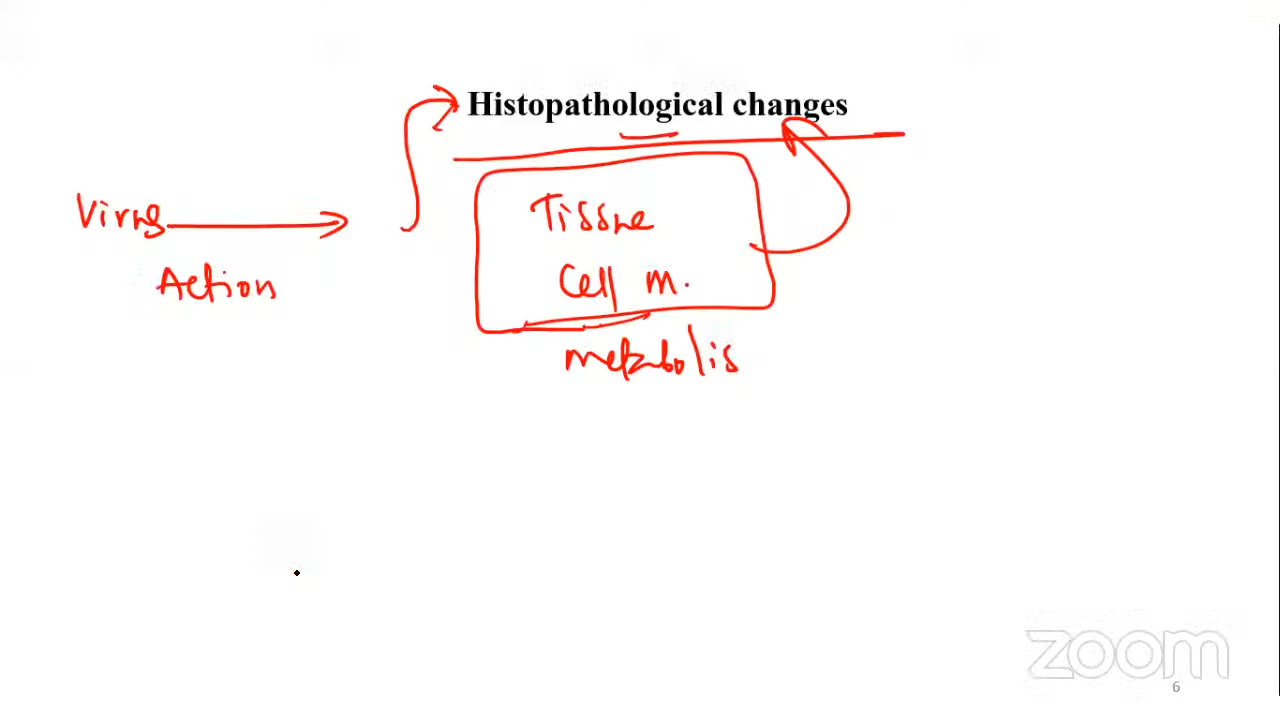 Histopathological changes
Virus
Tissue
Action
Cell M.
metabolis
zoom
6